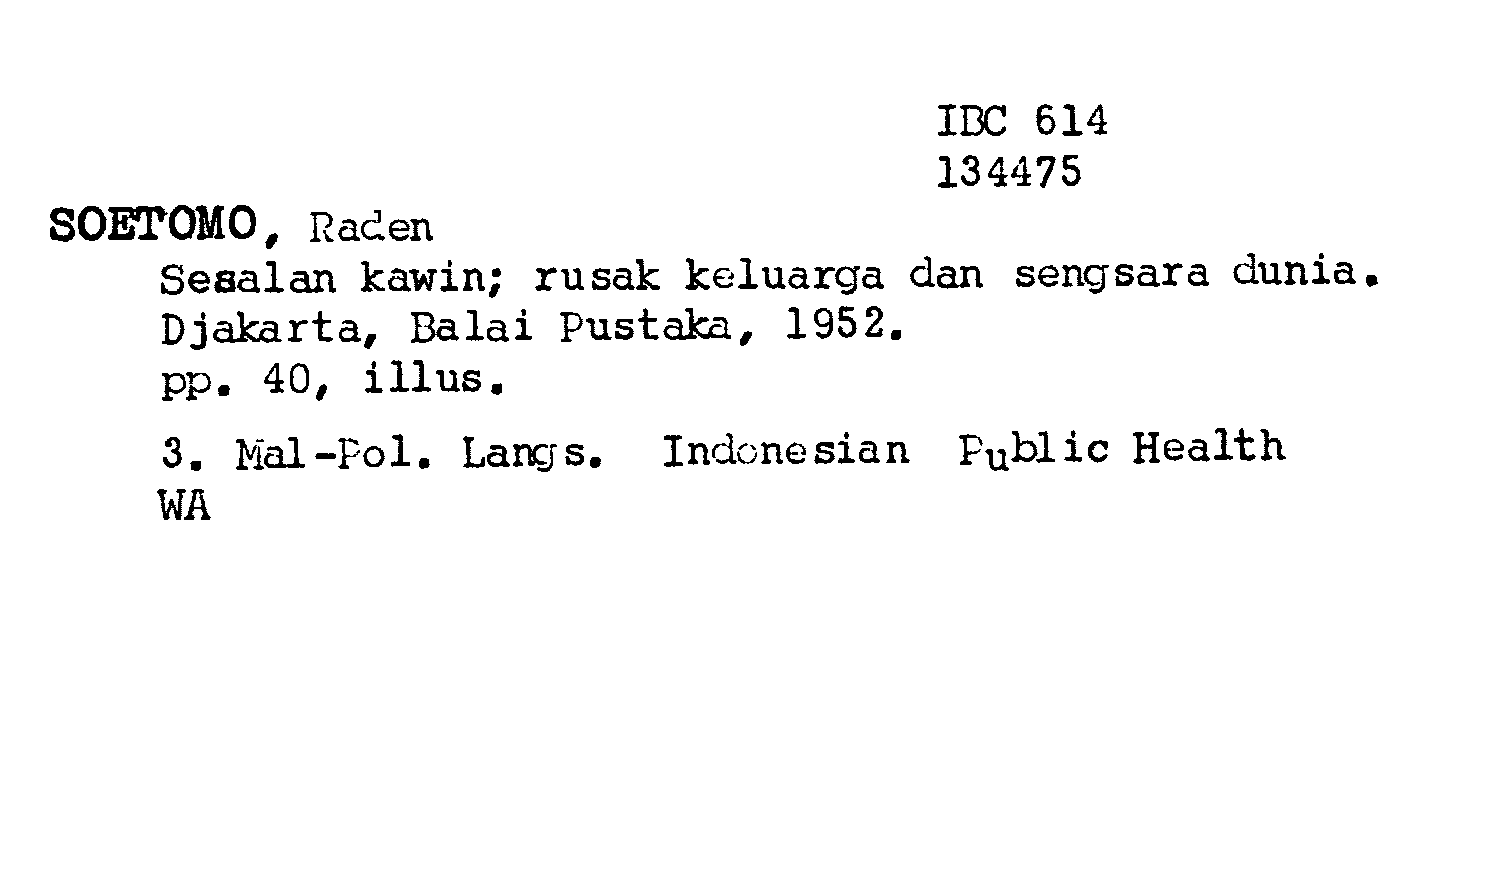 IBC 614
134475
SOETOMO, Raden
Sesalan kawin; rusak keluarga dan sengsara dunia.
Djakarta, Balai Pustaka, 1952.
pp. 40, illus.
3. Mal-Pol. Langs. Indonesian Public Health
WA